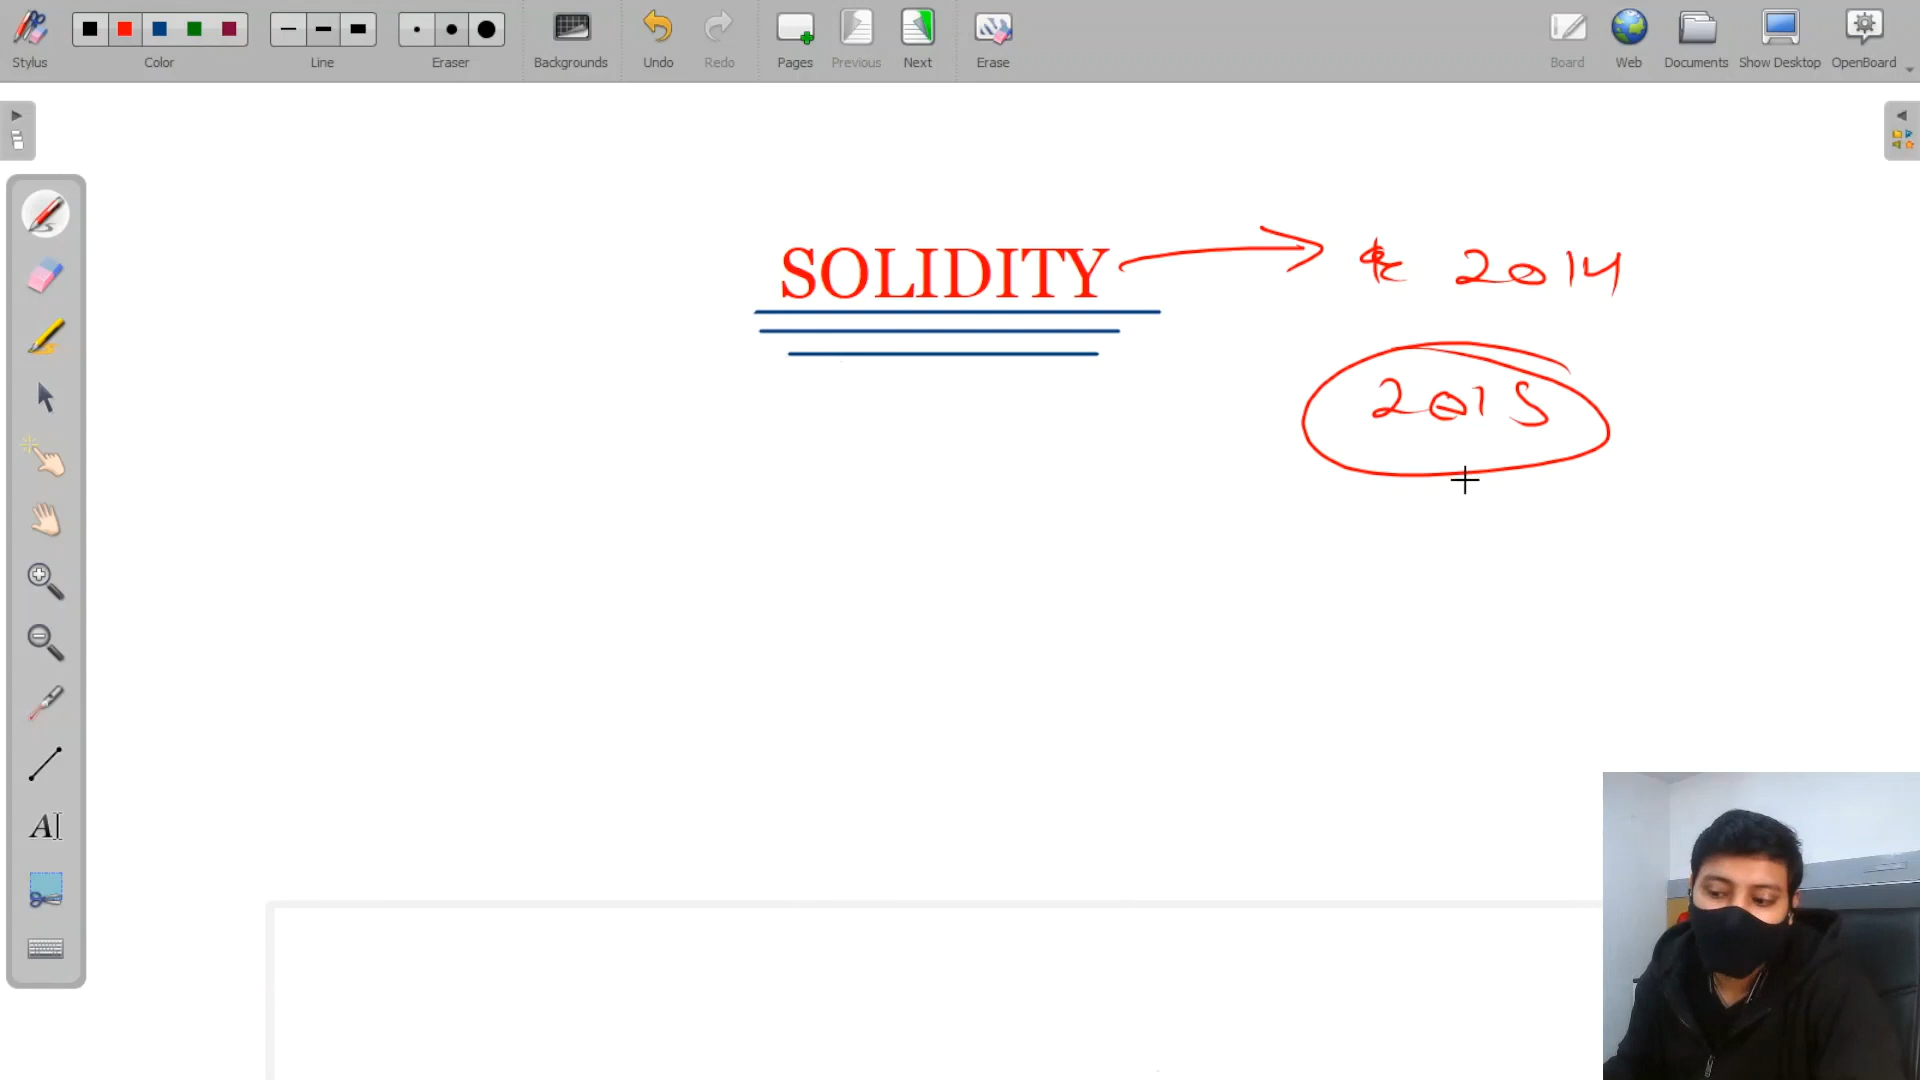 Stylus Color Line Eraser Backgrounds Undo Redo Pages Previous Next Erase Board Web Documents Show Desktop OpenBoard
SOLIDITY 2014
2015